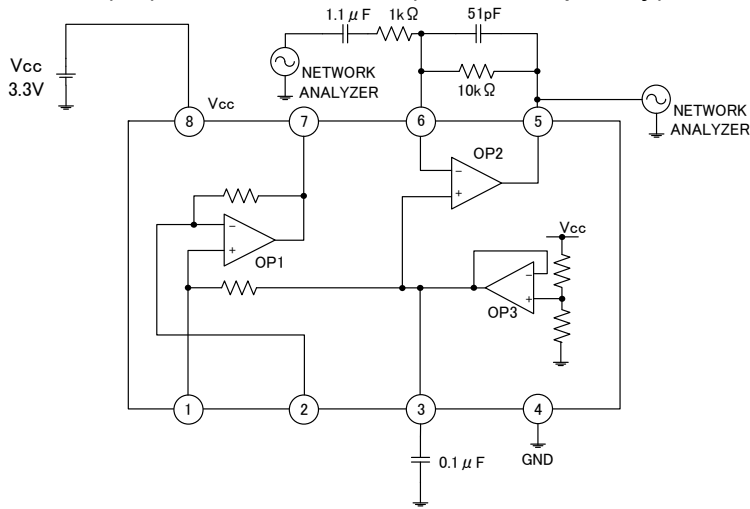 1.1μF 1kΩ 51pF
Vcc
3.3V
NETWORK
ANALYZER
10kΩ
NETWORK
ANALYZER
8 Vcc 7 6 5
OP2
OP1
Vcc
OP3
1 2 3 4
0.1μF GND